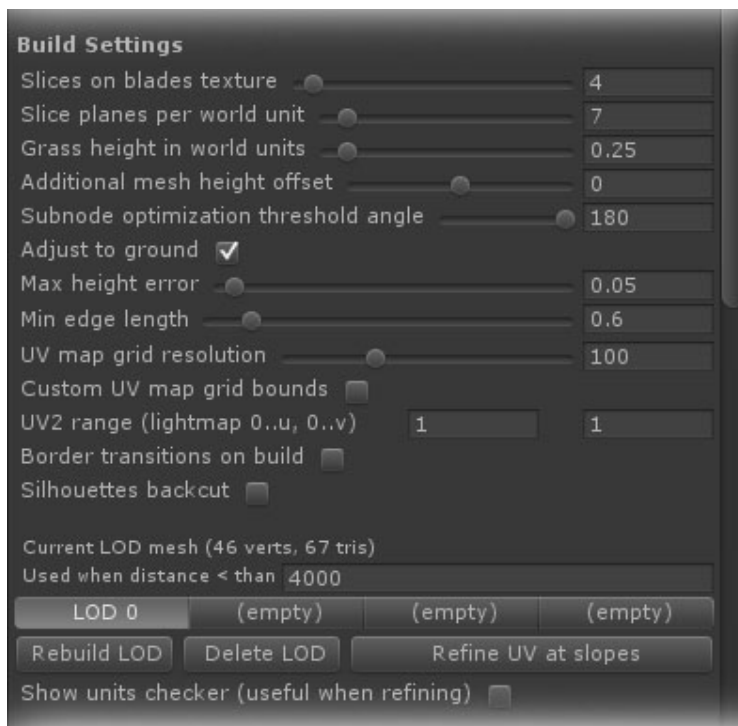 Build Settings
Slices on blades texture 4
Slice planes per world unit 7
Grass height in world units 0.25
Additional mesh height offset 0
Subnode optimization threshold angle 180
Adjust to ground
Max height error 0.05
Min edge length 0.6
UV map grid resolution 100
Custom UV map grid bounds
UV2 range (lightmap 0..u, 0..v) 1 1
Border transitions on build
Silhouettes backcut
Current LOD mesh (46 verts, 67 tris)
Used when distance < than 4000
LOD 0 (empty) (empty) (empty)
Rebuild LOD Delete LOD Refine UV at slopes
Show units checker (useful when refining)